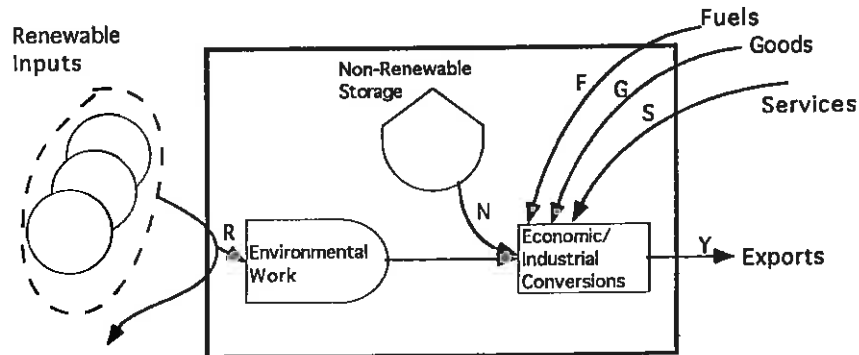 Renewable
Inputs
Non-Renewable
Storage
Fuels
Goods
Services
F
G
S
N
R
Environmental
Work
Economic/
Industrial
Conversions
Y
Exports